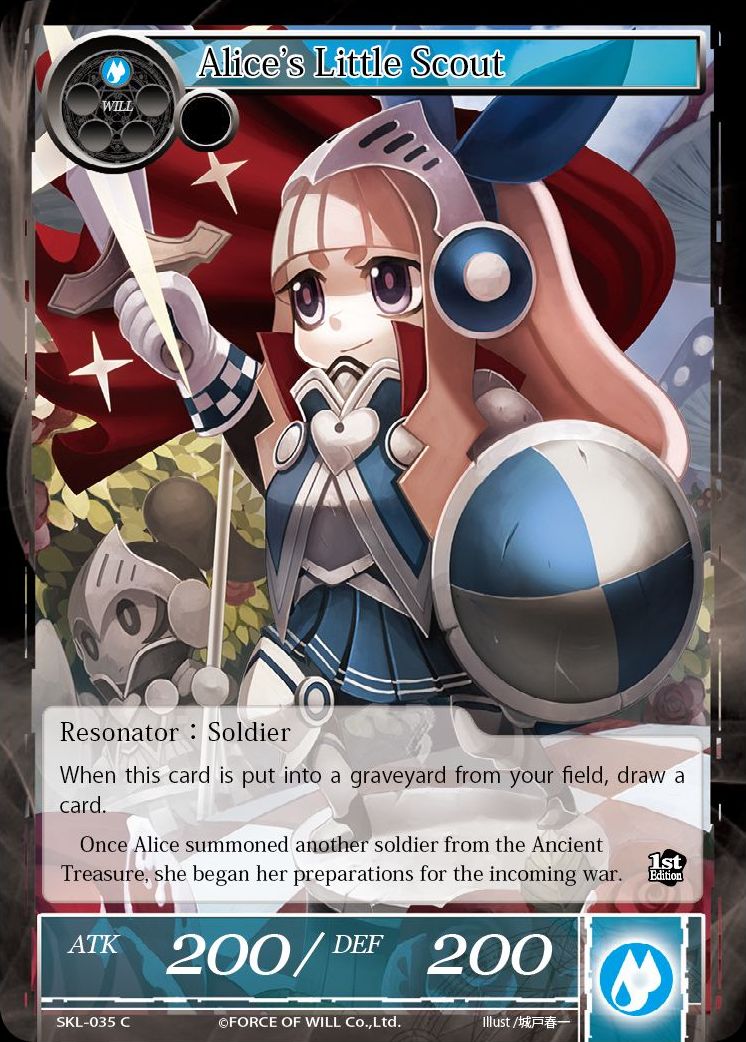 Alice's Little Scout
WILL
Resonator : Soldier
When this card is put into a graveyard from your field, draw a
card.
Once Alice summoned another soldier from the Ancient
Treasure, she began her preparations for the incoming war.
1st
Edition
ATK 200 / DEF 200
SKL-035 C ©FORCE OF WILL Co.,Ltd. Illust /城戸春一